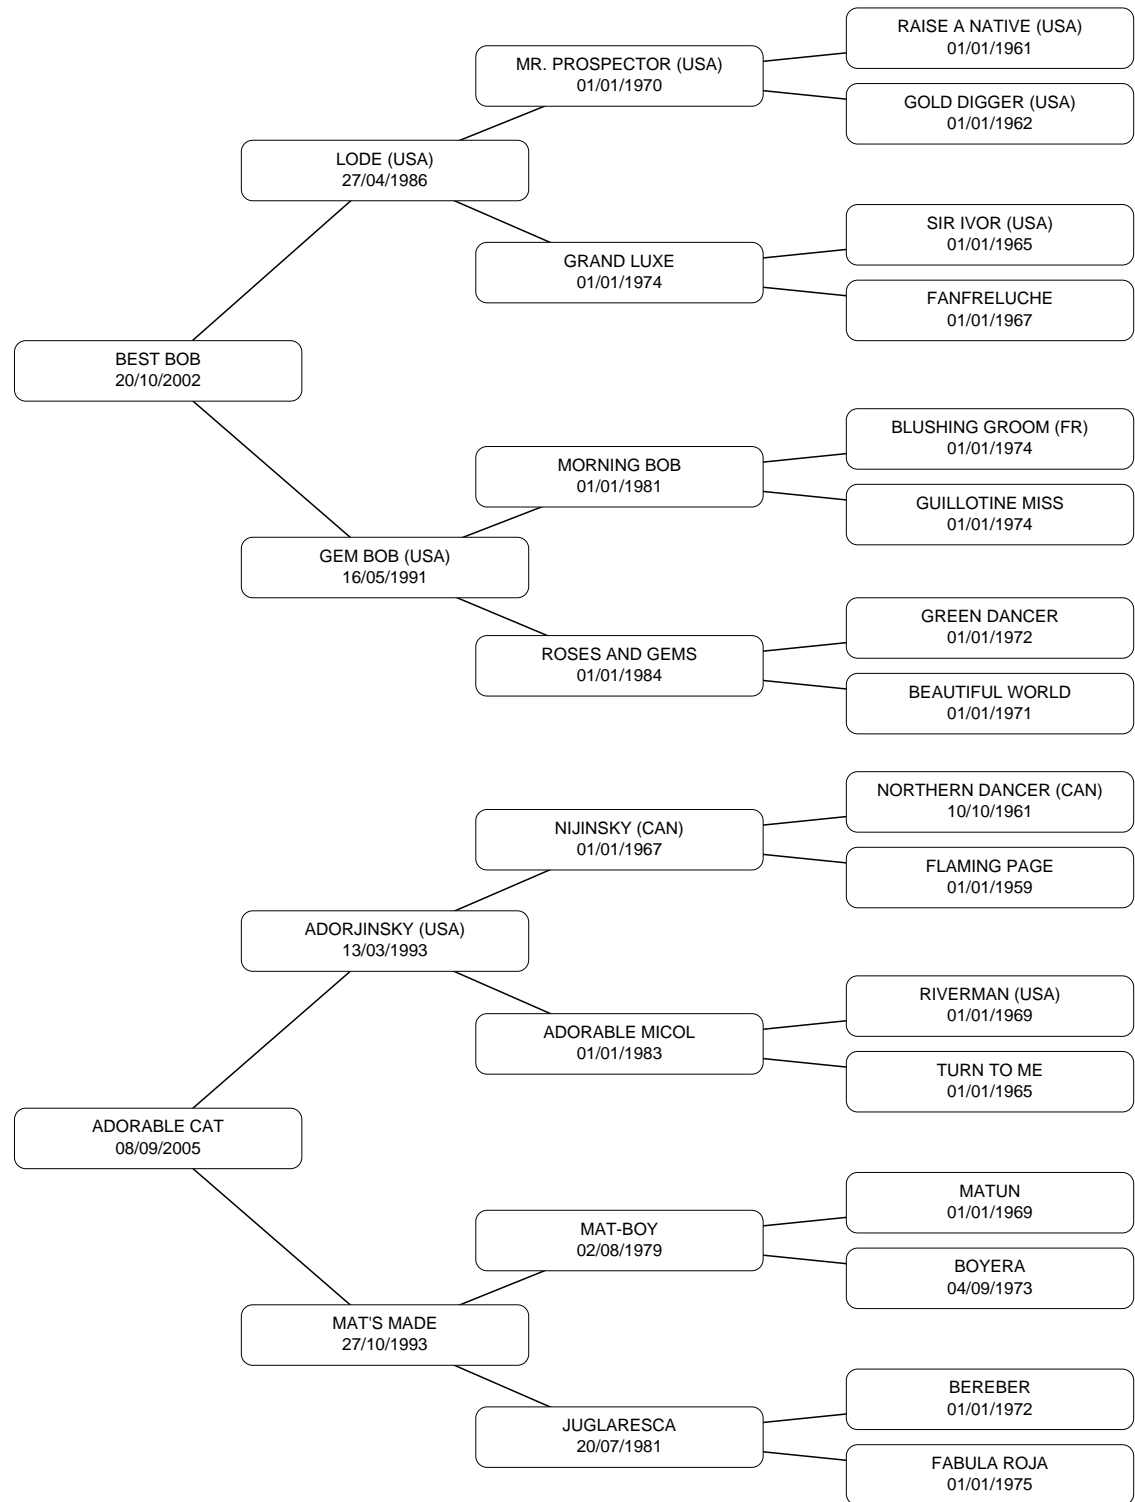 RAISE A NATIVE (USA)
01/01/1961
MR. PROSPECTOR (USA)
01/01/1970
GOLD DIGGER (USA)
01/01/1962
LODE (USA)
27/04/1986
SIR IVOR (USA)
01/01/1965
GRAND LUXE
01/01/1974
FANFRELUCHE
01/01/1967
BEST BOB
20/10/2002
BLUSHING GROOM (FR)
01/01/1974
MORNING BOB
01/01/1981
GUILLOTINE MISS
01/01/1974
GEM BOB (USA)
16/05/1991
GREEN DANCER
01/01/1972
ROSES AND GEMS
01/01/1984
BEAUTIFUL WORLD
01/01/1971
NORTHERN DANCER (CAN)
10/10/1961
NIJINSKY (CAN)
01/01/1967
FLAMING PAGE
01/01/1959
ADORJINSKY (USA)
13/03/1993
RIVERMAN (USA)
01/01/1969
ADORABLE MICOL
01/01/1983
TURN TO ME
01/01/1965
ADORABLE CAT
08/09/2005
MATUN
01/01/1969
MAT-BOY
02/08/1979
BOYERA
04/09/1973
MAT'S MADE
27/10/1993
BEREBER
01/01/1972
JUGLARESCA
20/07/1981
FABULA ROJA
01/01/1975